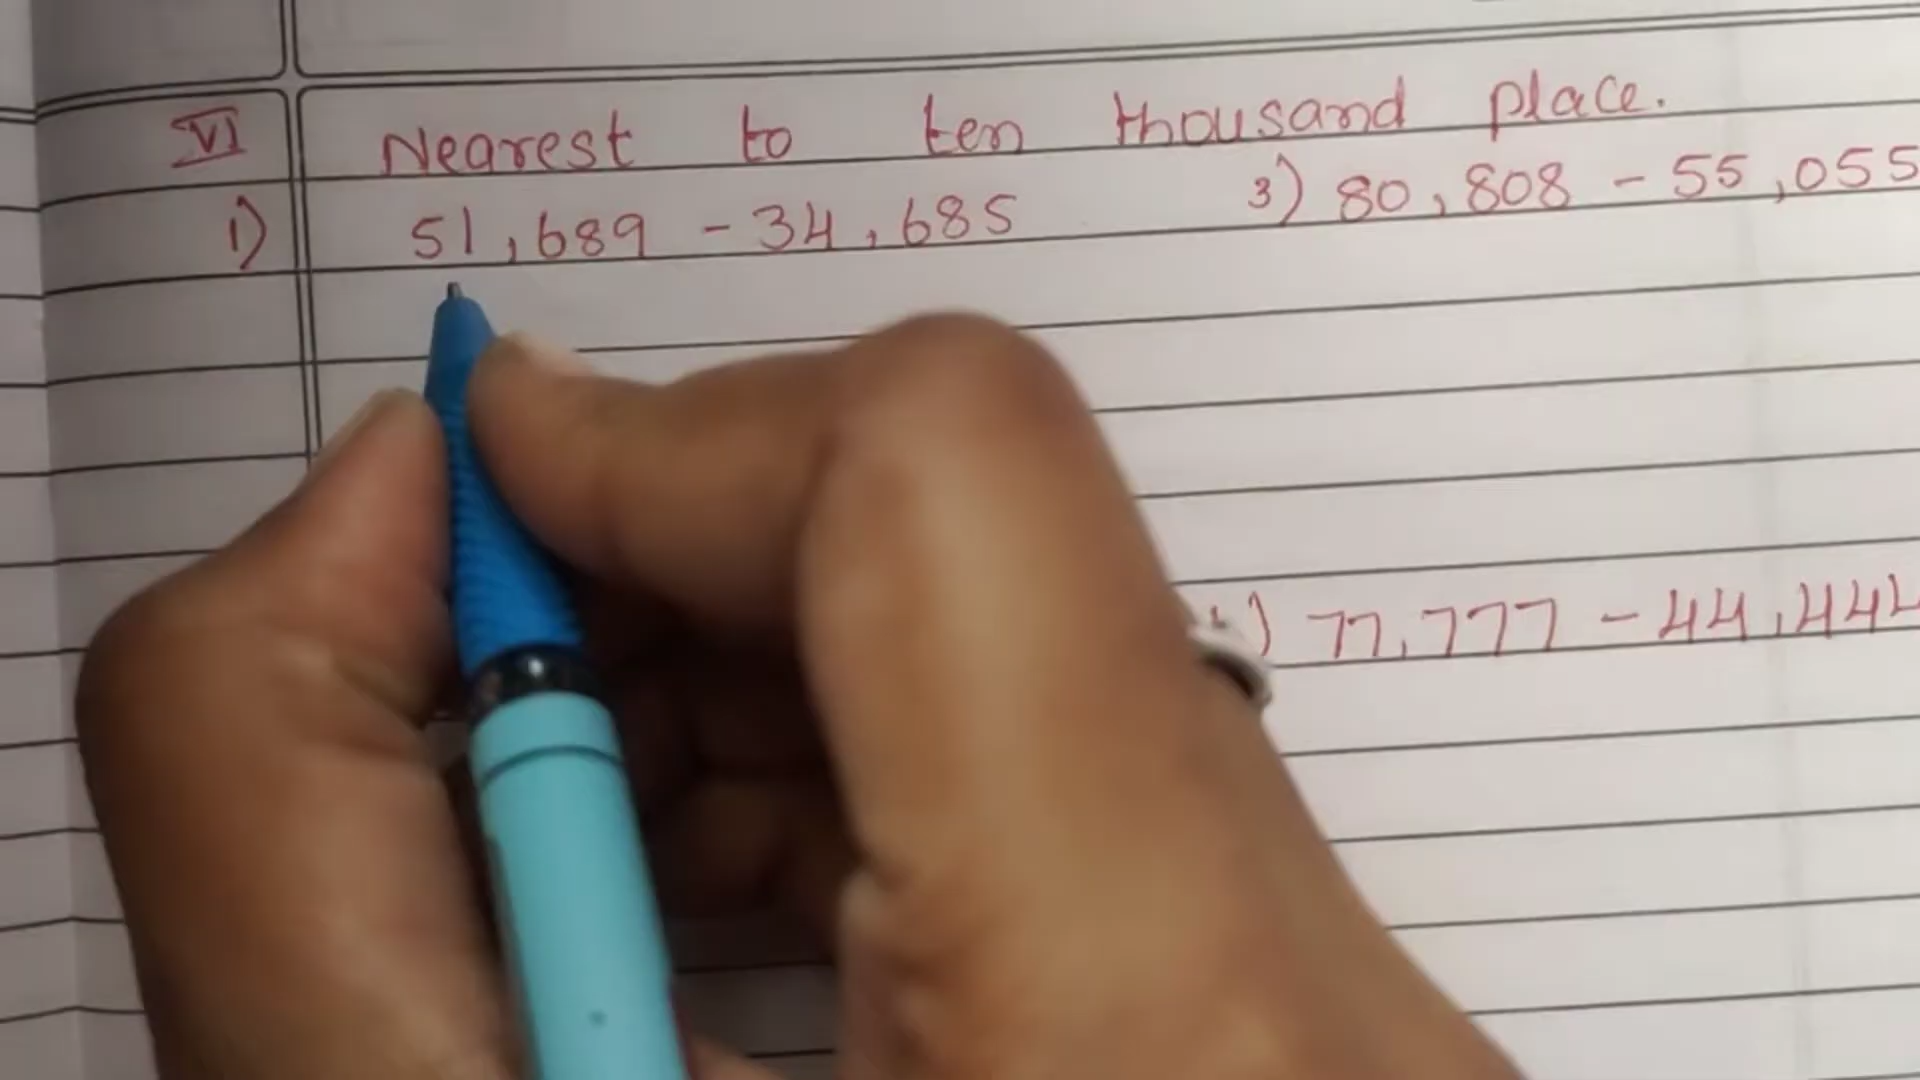 VI Nearest to ten thousand place.
1) 51,689 - 34,685
3) 80,808 - 55,055
) 77,777 - 44,444